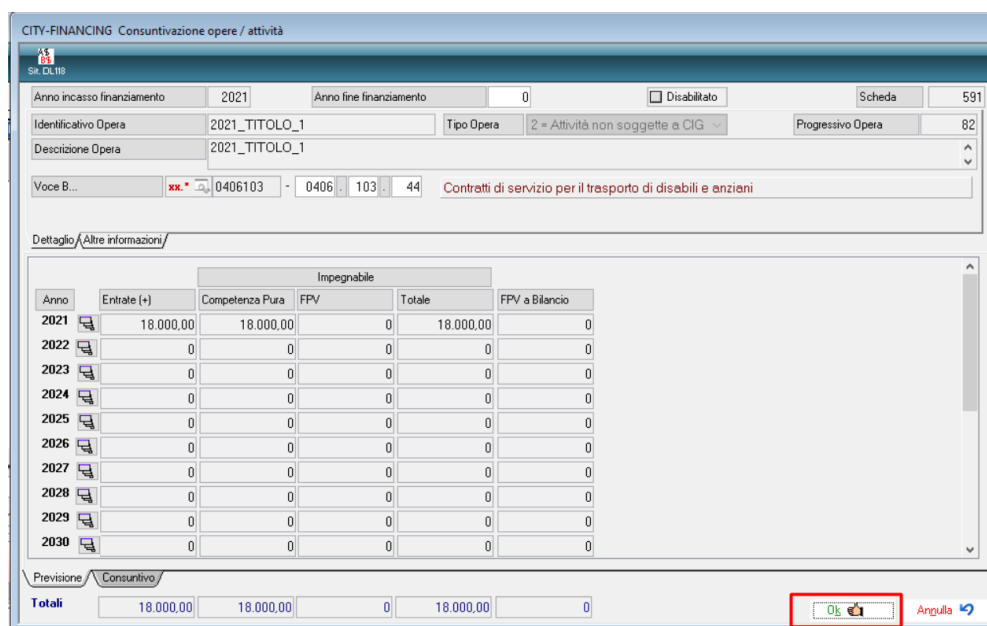 CITY-FINANCING Consuntivazione opere / attività
A$
B$
Sit. DL118
Anno incasso finanziamento 2021 Anno fine finanziamento 0 Disabilitato Scheda 591
Identificativo Opera 2021_TITOLO_1 Tipo Opera 2 = Attività non soggette a CIG Progressivo Opera 82
Descrizione Opera 2021_TITOLO_1
Voce B... xx.* 0406103 - 0406 . 103 . 44 Contratti di servizio per il trasporto di disabili e anziani
Dettaglio Altre informazioni
Impegnabile
Anno Entrate (+) Competenza Pura FPV Totale FPV a Bilancio
2021 18.000,00 18.000,00 0 18.000,00 0
2022 0 0 0 0 0
2023 0 0 0 0 0
2024 0 0 0 0 0
2025 0 0 0 0 0
2026 0 0 0 0 0
2027 0 0 0 0 0
2028 0 0 0 0 0
2029 0 0 0 0 0
2030 0 0 0 0 0
Previsione Consuntivo
Totali 18.000,00 18.000,00 0 18.000,00 0 Ok Annulla